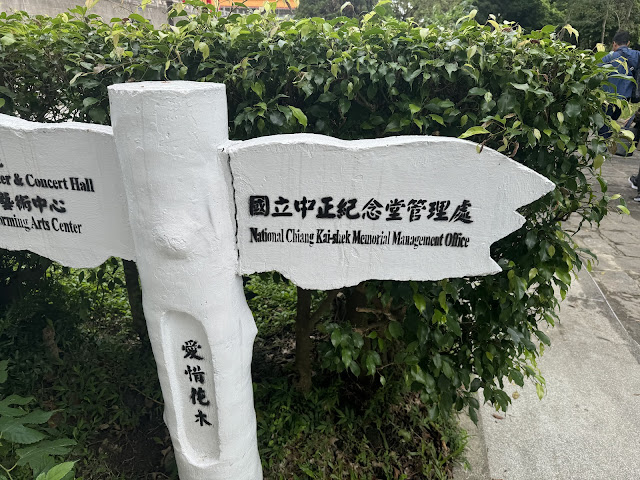 er & Concert Hall
藝術中心
orming Arts Center
國立中正紀念堂管理處
National Chiang Kai-shek Memorial Management Office
愛惜花木